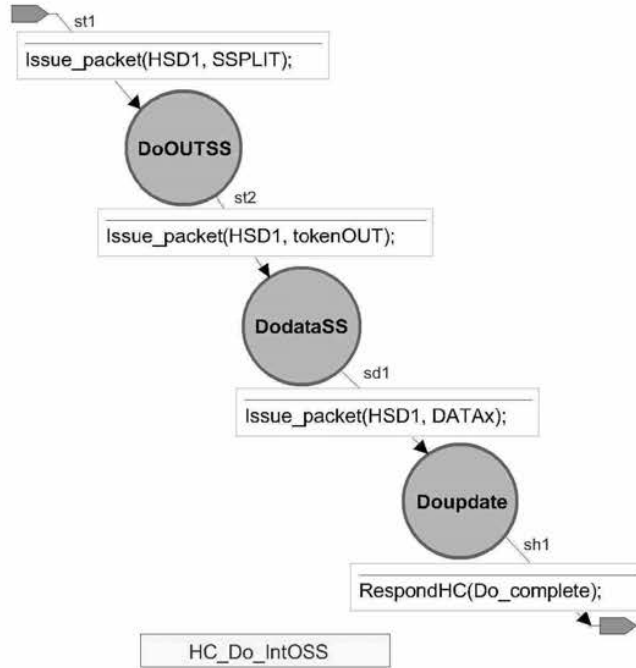 st1
Issue_packet(HSD1, SSPLIT);
DoOUTSS
st2
Issue_packet(HSD1, tokenOUT);
DodataSS
sd1
Issue_packet(HSD1, DATAx);
Doupdate
sh1
RespondHC(Do_complete);
HC_Do_IntOSS